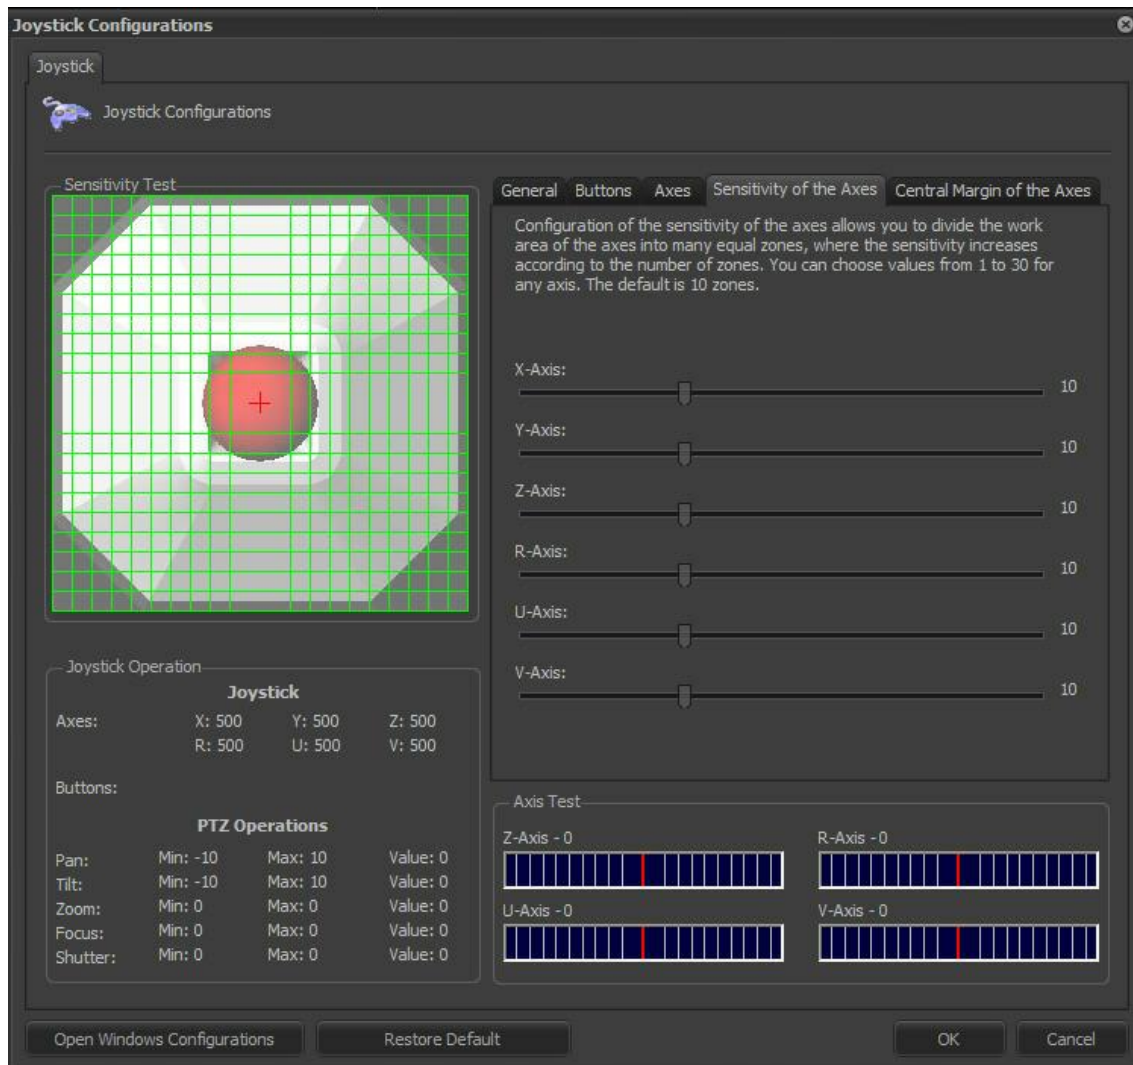 Joystick Configurations
Joystick
Joystick Configurations
Sensitivity Test
General Buttons Axes Sensitivity of the Axes Central Margin of the Axes
Configuration of the sensitivity of the axes allows you to divide the work
area of the axes into many equal zones, where the sensitivity increases
according to the number of zones. You can choose values from 1 to 30 for
any axis. The default is 10 zones.
X-Axis:
10
Y-Axis:
10
Z-Axis:
10
R-Axis:
10
U-Axis:
10
V-Axis:
10
Joystick Operation
Joystick
Axes: X: 500 Y: 500 Z: 500
R: 500 U: 500 V: 500
Buttons:
PTZ Operations
Pan: Min: -10 Max: 10 Value: 0
Tilt: Min: -10 Max: 10 Value: 0
Zoom: Min: 0 Max: 0 Value: 0
Focus: Min: 0 Max: 0 Value: 0
Shutter: Min: 0 Max: 0 Value: 0
Axis Test
Z-Axis - 0 R-Axis - 0
U-Axis - 0 V-Axis - 0
Open Windows Configurations Restore Default OK Cancel